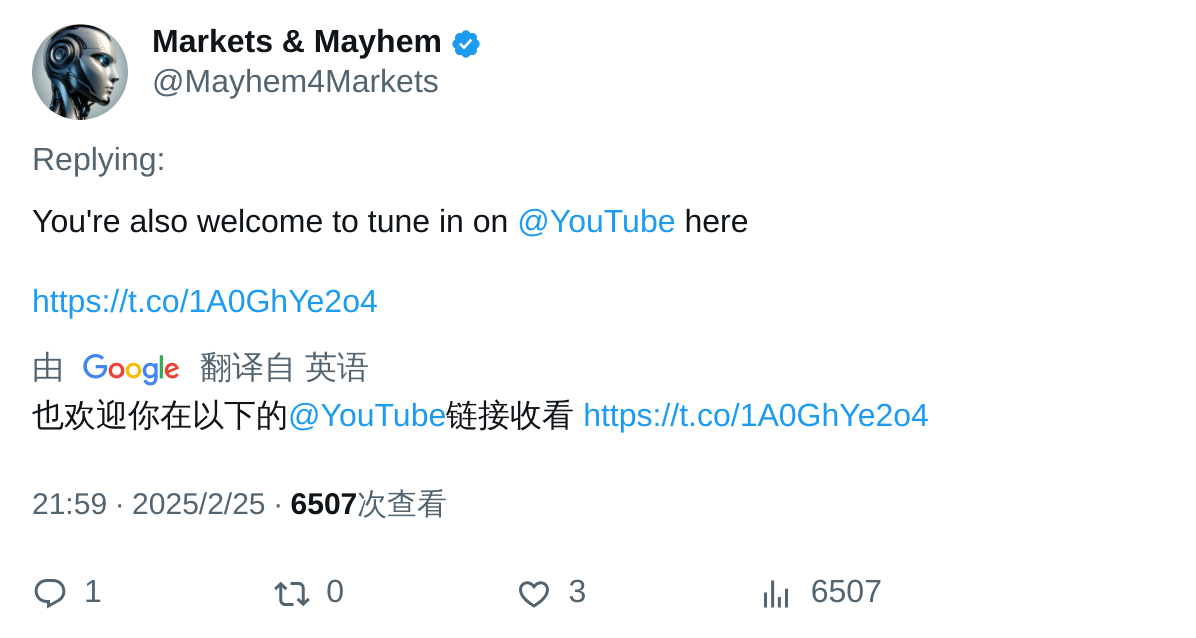 Markets & Mayhem
@Mayhem4Markets
Replying:
You're also welcome to tune in on @YouTube here
https://t.co/1A0GhYe2o4
由 Google 翻译自 英语
也欢迎你在以下的@YouTube链接收看 https://t.co/1A0GhYe2o4
21:59 · 2025/2/25 · 6507次查看
1 0 3 6507